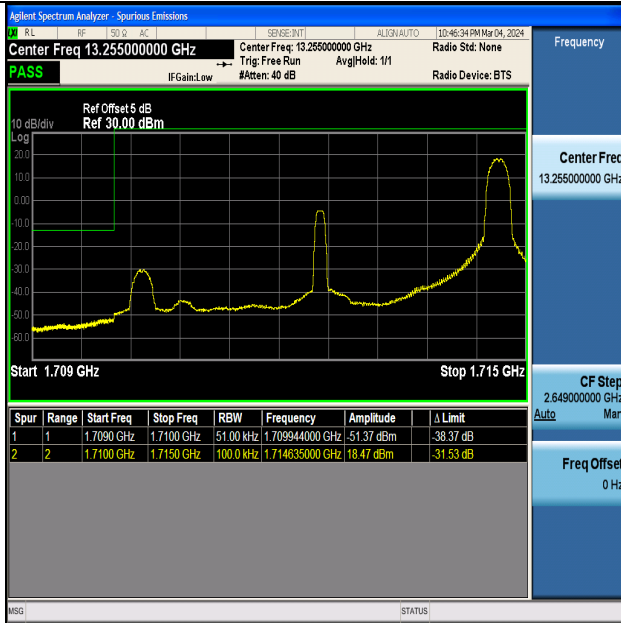 Agilent Spectrum Analyzer - Spurious Emissions
RL RF 50 Ω AC SENSE:INT ALIGN AUTO 10:46:34 PM Mar 04, 2024
Center Freq 13.255000000 GHz Center Freq: 13.255000000 GHz Radio Std: None
Trig: Free Run Avg|Hold: 1/1
PASS IFGain:Low #Atten: 40 dB Radio Device: BTS
Frequency
Ref Offset 5 dB
10 dB/div Ref 30.00 dBm
Log
20.0
10.0
0.00
-10.0
-20.0
-30.0
-40.0
-50.0
-60.0
Start 1.709 GHz Stop 1.715 GHz
Spur Range Start Freq Stop Freq RBW Frequency Amplitude Δ Limit
1 1 1.7090 GHz 1.7100 GHz 51.00 kHz 1.709944000 GHz -51.37 dBm -38.37 dB
2 2 1.7100 GHz 1.7150 GHz 100.0 kHz 1.714635000 GHz 18.47 dBm -31.53 dB
Center Freq
13.255000000 GHz
CF Step
2.649000000 GHz
Auto Man
Freq Offset
0 Hz
MSG STATUS